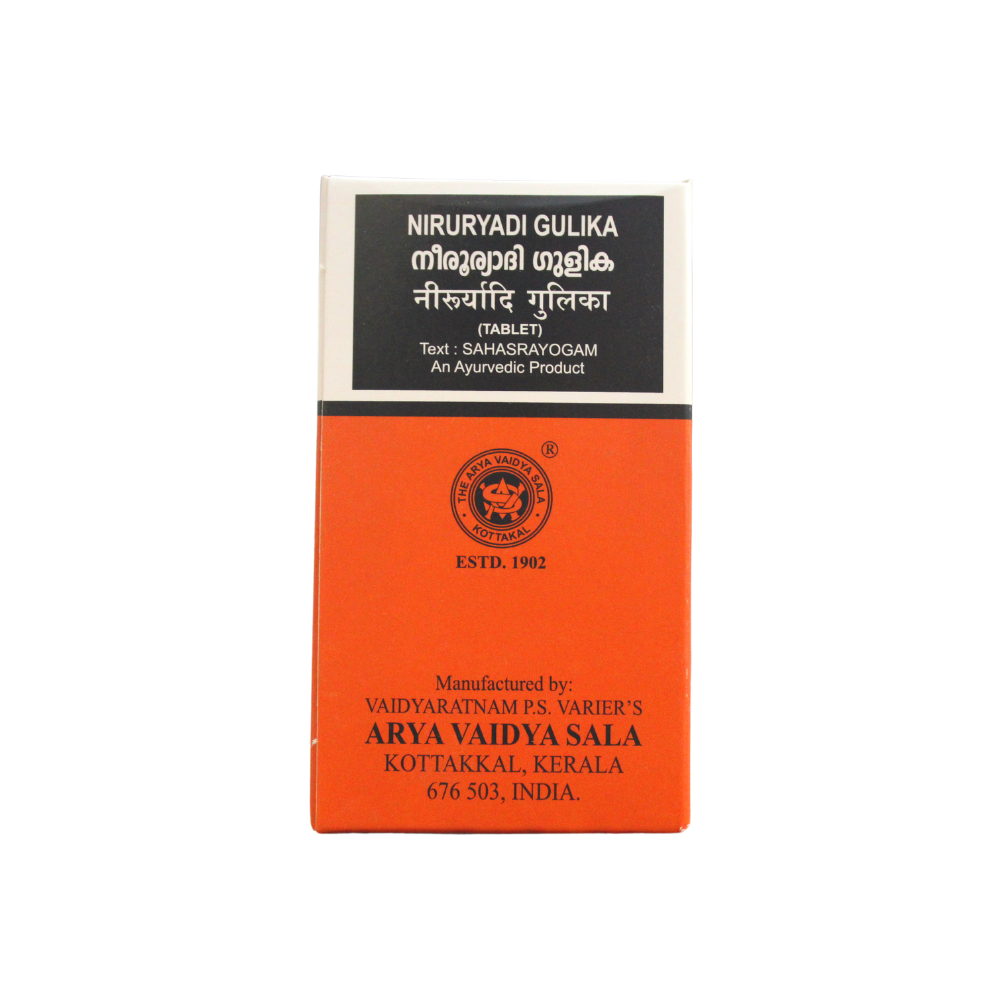 NIRURYADI GULIKA
നീരൂര്യാദി ഗുളിക
नीरूर्यादि गुलिका
(TABLET)
Text : SAHASRAYOGAM
An Ayurvedic Product
®
THE ARYA VAIDYA SALA
• KOTTAKAL •
ESTD. 1902
Manufactured by:
VAIDYARATNAM P.S. VARIER'S
ARYA VAIDYA SALA
KOTTAKKAL, KERALA
676 503, INDIA.